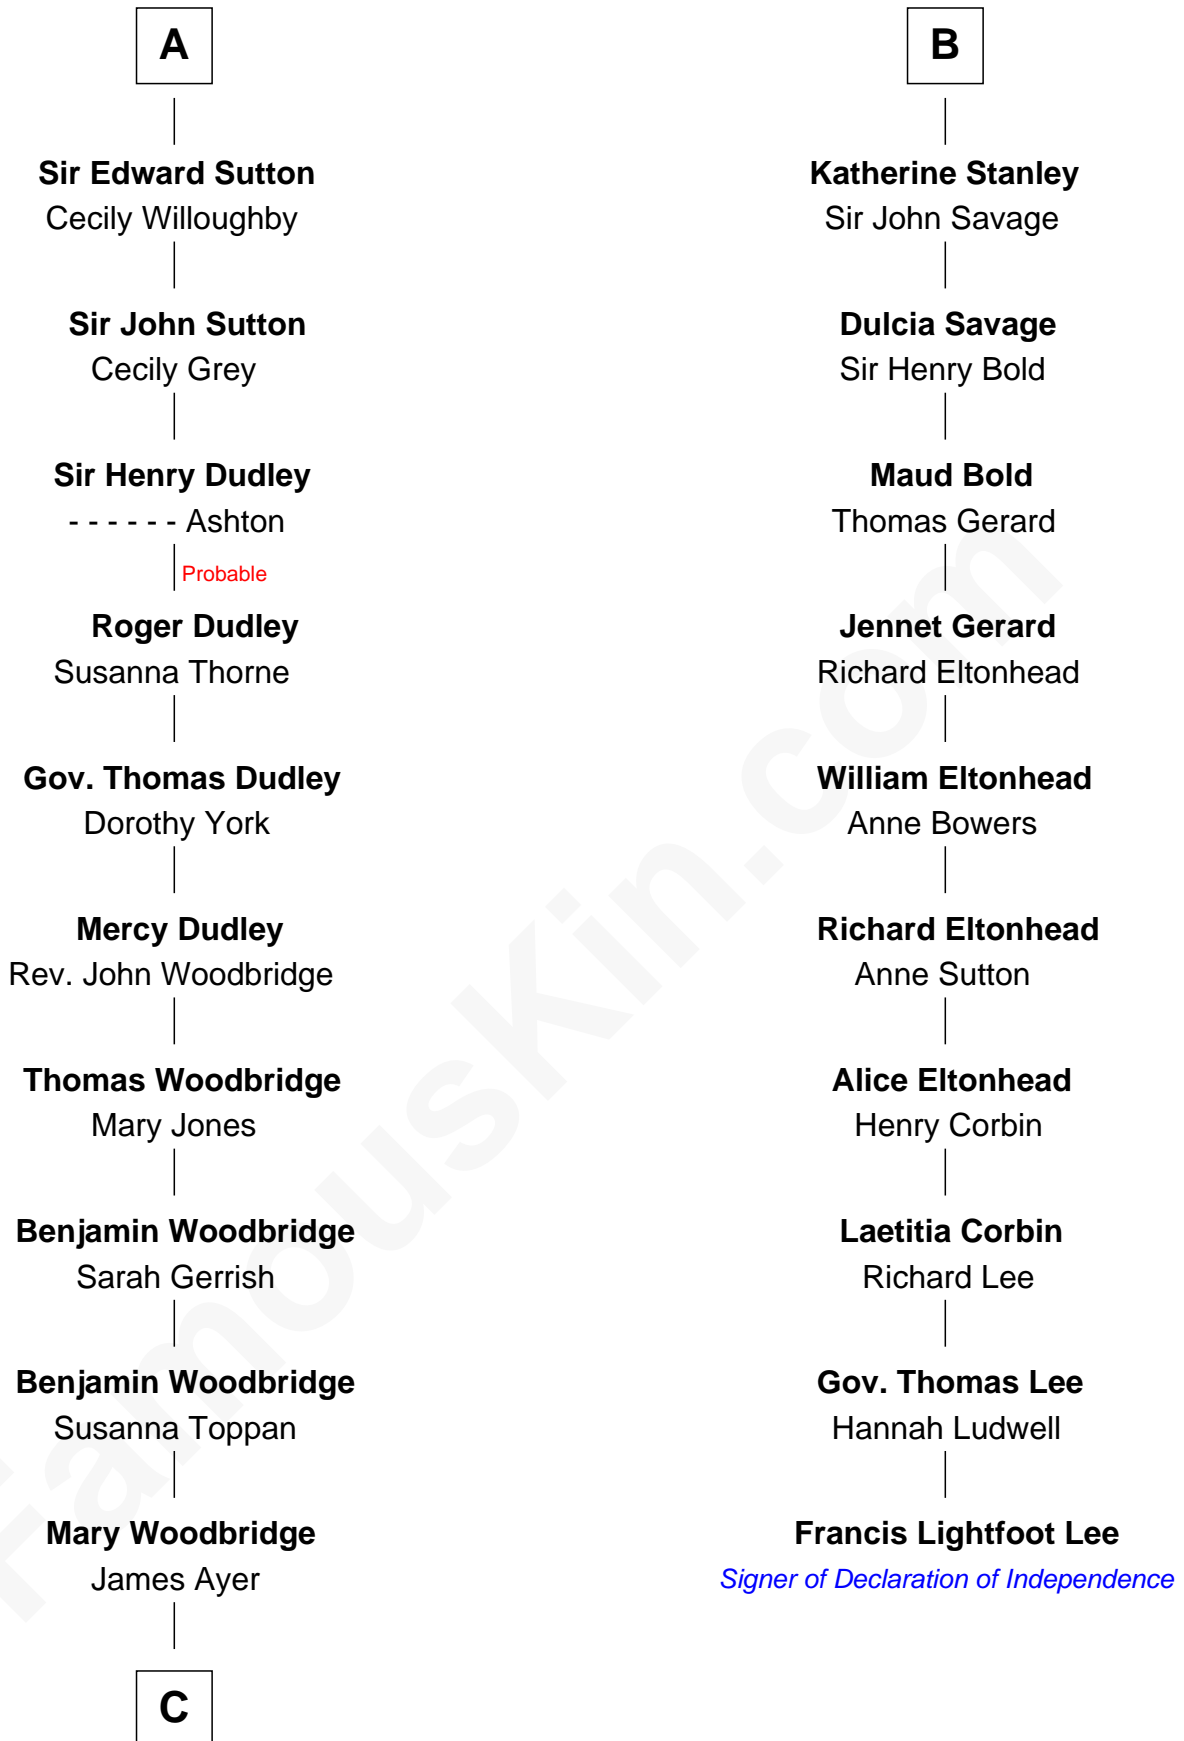 A
Sir Edward Sutton
Cecily Willoughby
Sir John Sutton
Cecily Grey
Sir Henry Dudley
- - - - - - Ashton
Probable
Roger Dudley
Susanna Thorne
Gov. Thomas Dudley
Dorothy York
Mercy Dudley
Rev. John Woodbridge
Thomas Woodbridge
Mary Jones
Benjamin Woodbridge
Sarah Gerrish
Benjamin Woodbridge
Susanna Toppan
Mary Woodbridge
James Ayer
C
B
Katherine Stanley
Sir John Savage
Dulcia Savage
Sir Henry Bold
Maud Bold
Thomas Gerard
Jennet Gerard
Richard Eltonhead
William Eltonhead
Anne Bowers
Richard Eltonhead
Anne Sutton
Alice Eltonhead
Henry Corbin
Laetitia Corbin
Richard Lee
Gov. Thomas Lee
Hannah Ludwell
Francis Lightfoot Lee
Signer of Declaration of Independence
FamousKin.com